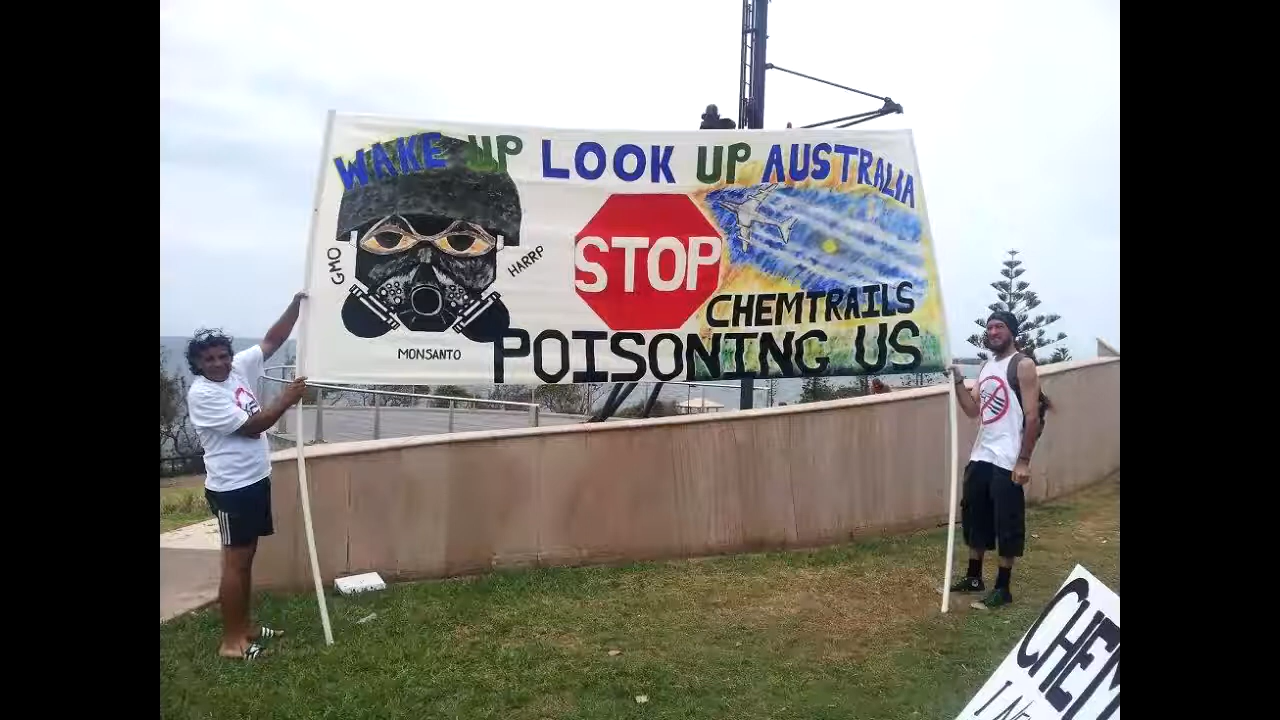 WAKE UP LOOK UP AUSTRALIA
GMO
HARRP
STOP
MONSANTO
CHEMTRAILS
POISONING US
CHEM